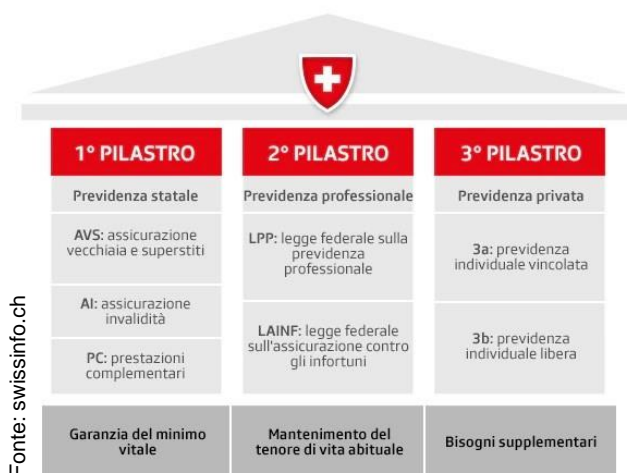 1° PILASTRO
Previdenza statale
AVS: assicurazione
vecchiaia e superstiti
AI: assicurazione
invalidità
PC: prestazioni
complementari
Garanzia del minimo
vitale
2° PILASTRO
Previdenza professionale
LPP: legge federale sulla
previdenza
professionale
LAINF: legge federale
sull'assicurazione contro
gli infortuni
Mantenimento del
tenore di vita abituale
3° PILASTRO
Previdenza privata
3a: previdenza
individuale vincolata
3b: previdenza
individuale libera
Bisogni supplementari
Fonte: swissinfo.ch